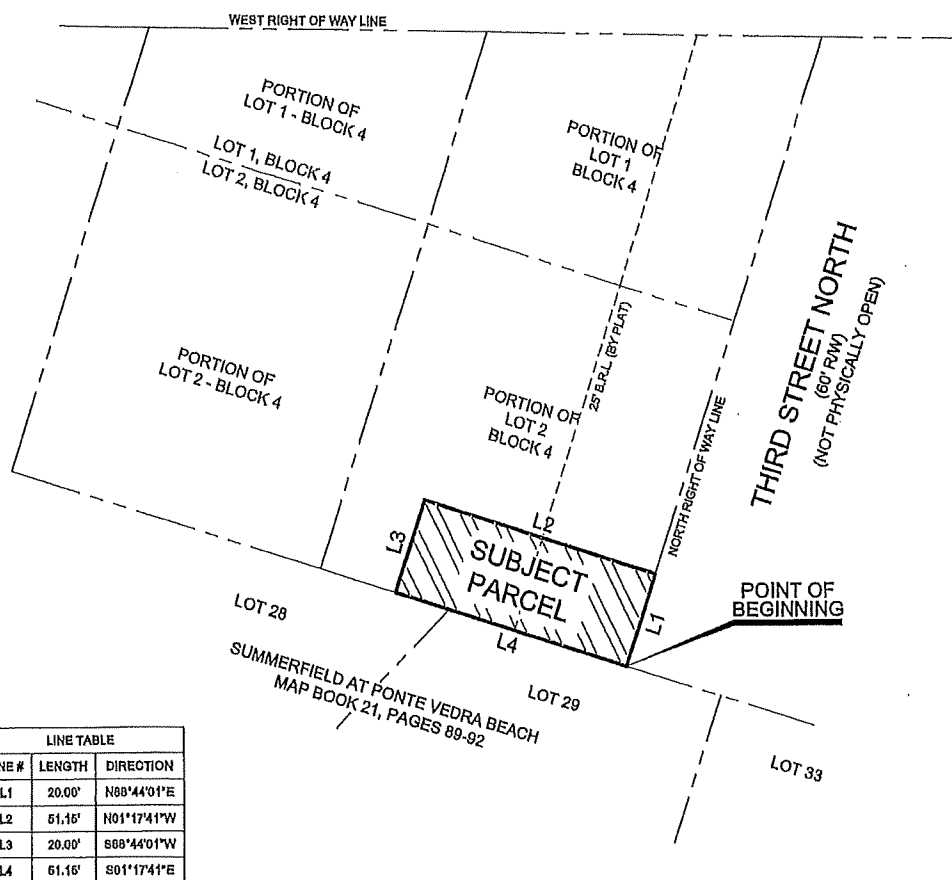 WEST RIGHT OF WAY LINE
PORTION OF
LOT 1 - BLOCK 4
PORTION OF
LOT 1
BLOCK 4
LOT 1, BLOCK 4
LOT 2, BLOCK 4
THIRD STREET NORTH
(60' R/W)
(NOT PHYSICALLY OPEN)
25' B.R.L. (BY PLAT)
PORTION OF
LOT 2 - BLOCK 4
PORTION OF
LOT 2
BLOCK 4
NORTH RIGHT OF WAY LINE
L2
L3
SUBJECT
PARCEL
L1
L4
POINT OF
BEGINNING
LOT 28
SUMMERFIELD AT PONTE VEDRA BEACH
MAP BOOK 21, PAGES 89-92
LOT 29
LOT 33
LINE TABLE
NE # LENGTH DIRECTION
L1 20.00' N88°44'01"E
L2 51.15' N01°17'41"W
L3 20.00' S88°44'01"W
L4 51.15' S01°17'41"E